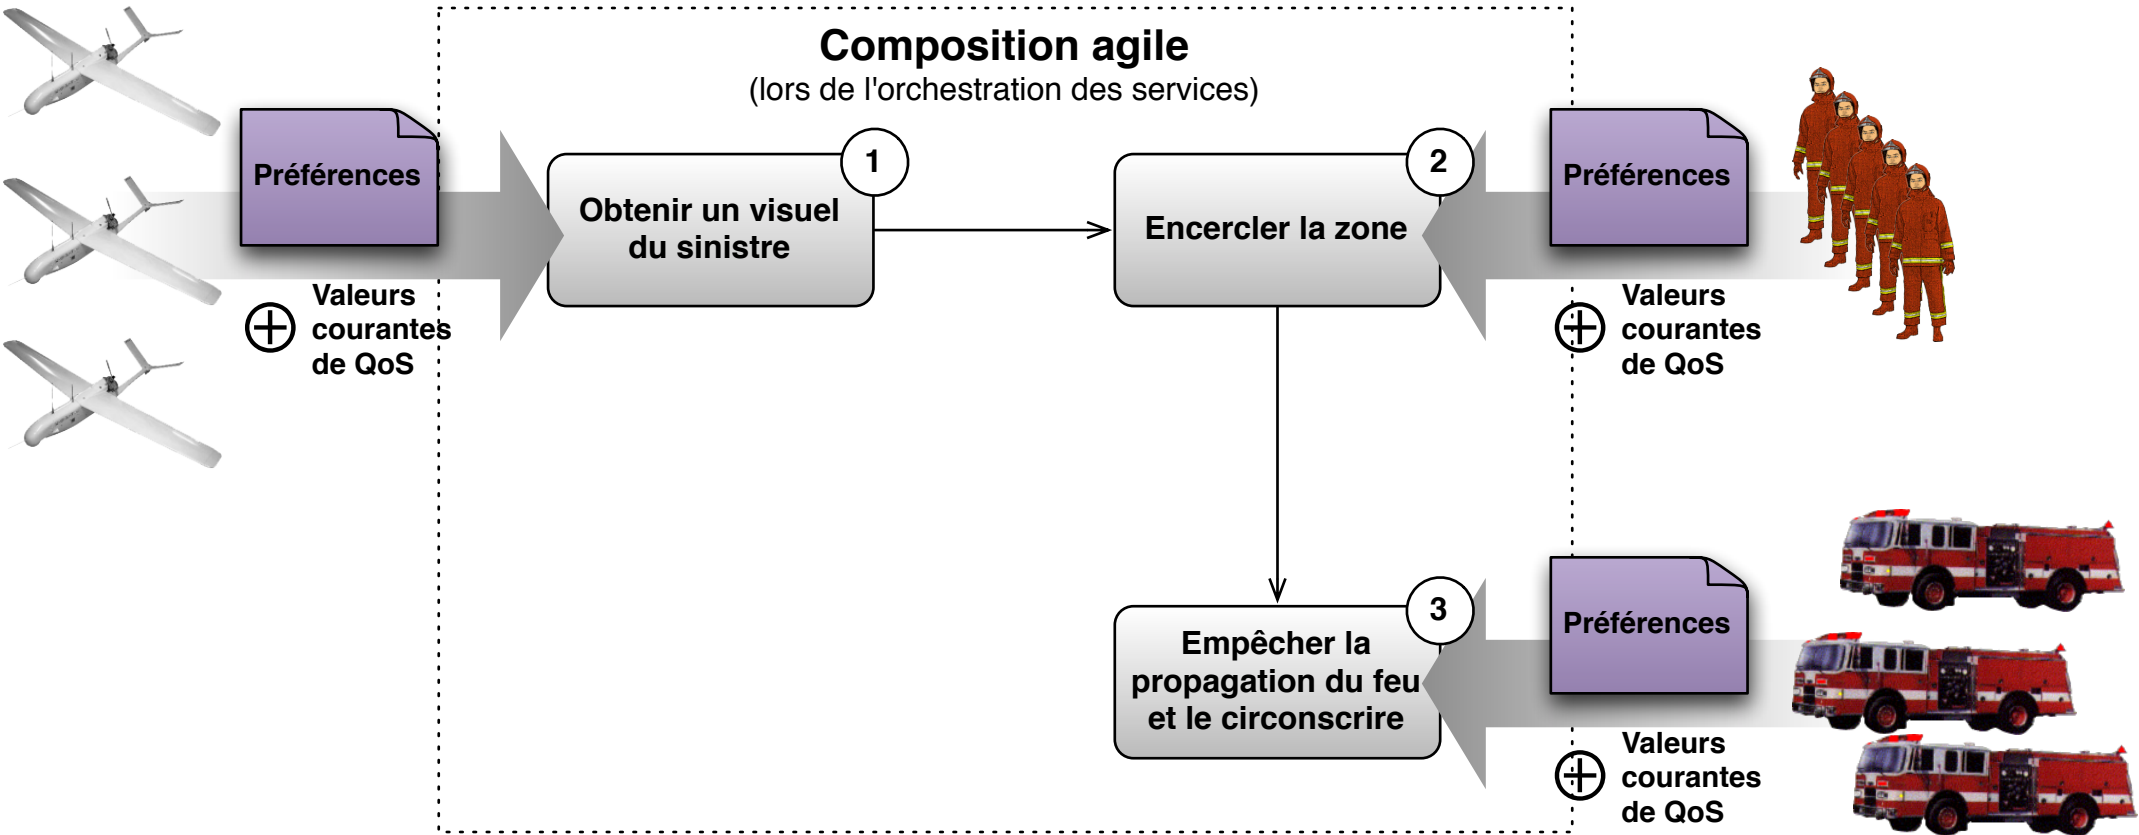 Composition agile
(lors de l'orchestration des services)
Préférences
Valeurs
courantes
de QoS
1
Obtenir un visuel
du sinistre
2
Encercler la zone
Préférences
Valeurs
courantes
de QoS
3
Empêcher la
propagation du feu
et le circonscrire
Préférences
Valeurs
courantes
de QoS